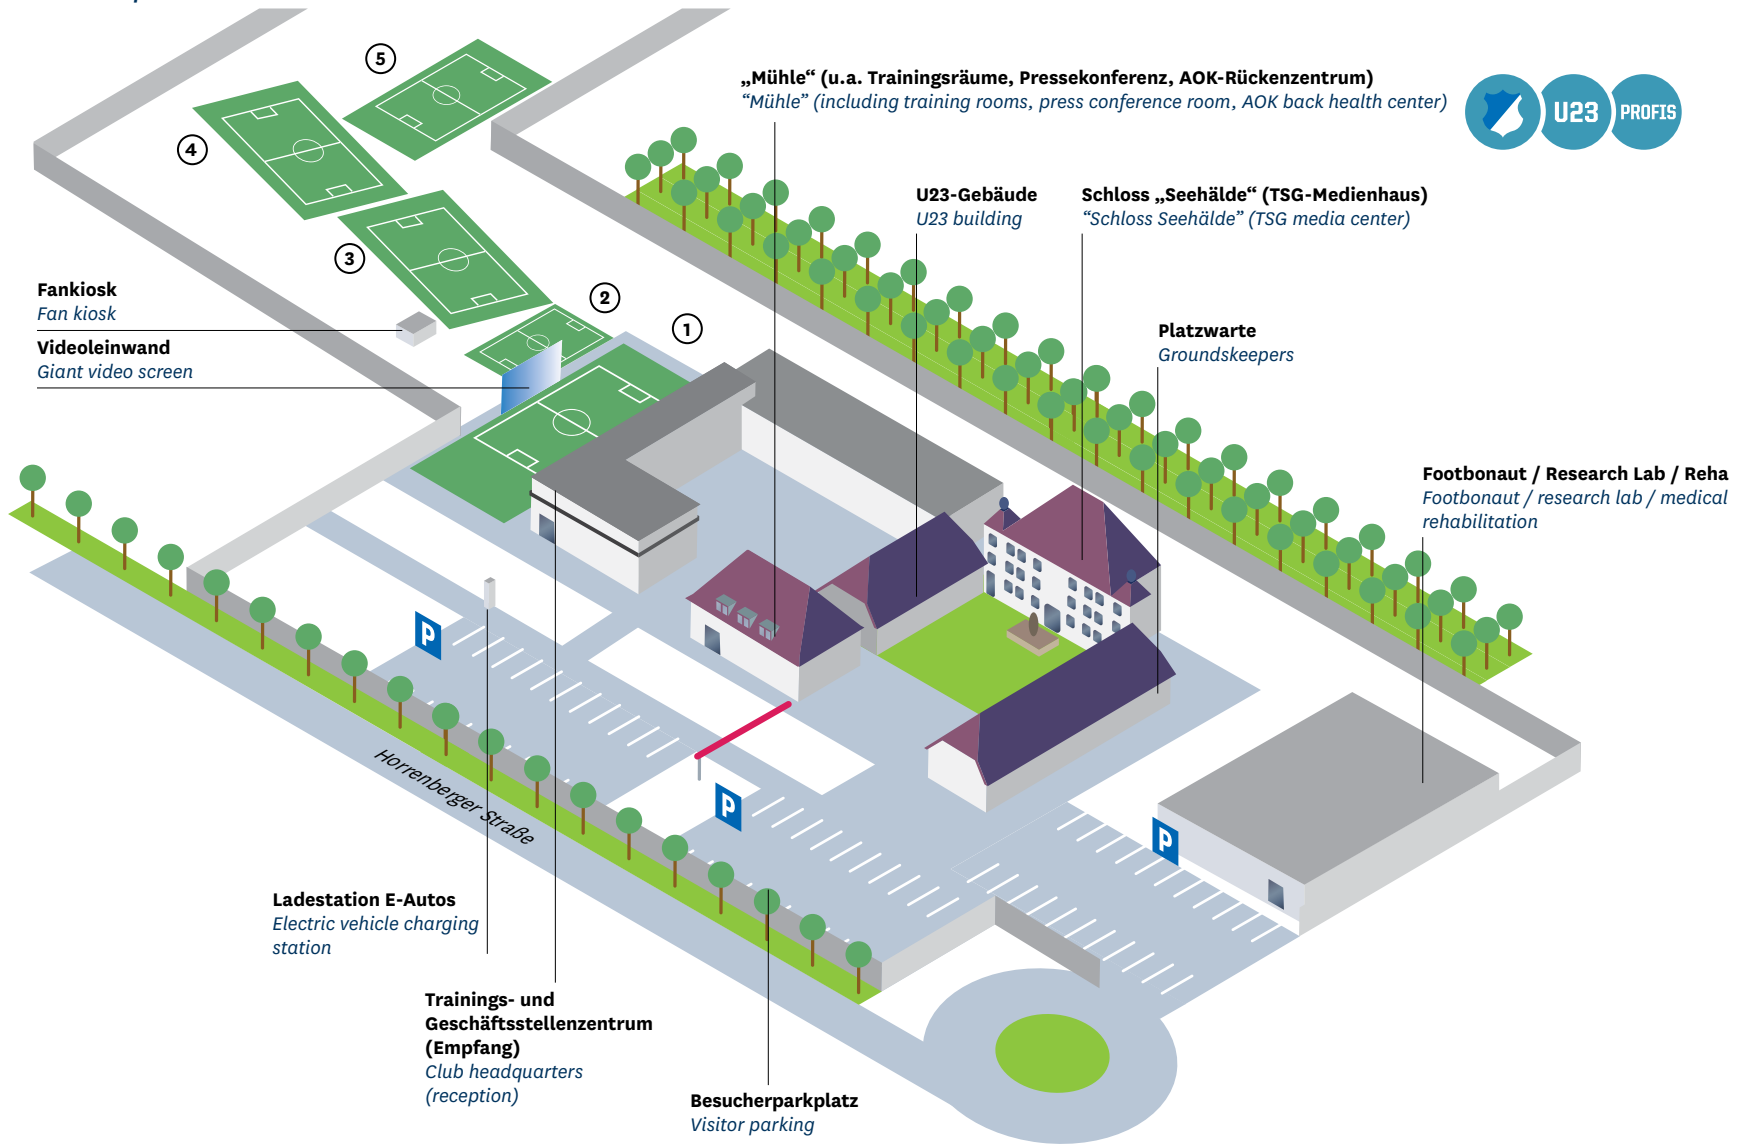 5
„Mühle“ (u.a. Trainingsräume, Pressekonferenz, AOK-Rückenzentrum)
“Mühle” (including training rooms, press conference room, AOK back health center)
U23
PROFIS
4
U23-Gebäude
U23 building
Schloss „Seehälde“ (TSG-Medienhaus)
“Schloss Seehälde” (TSG media center)
3
Fankiosk
Fan kiosk
2
1
Videoleinwand
Giant video screen
Platzwarte
Groundskeepers
Footbonaut / Research Lab / Reha
Footbonaut / research lab / medical
rehabilitation
P
P
P
Horrenberger Straße
Ladestation E-Autos
Electric vehicle charging
station
Trainings- und
Geschäftsstellenzentrum
(Empfang)
Club headquarters
(reception)
Besucherparkplatz
Visitor parking